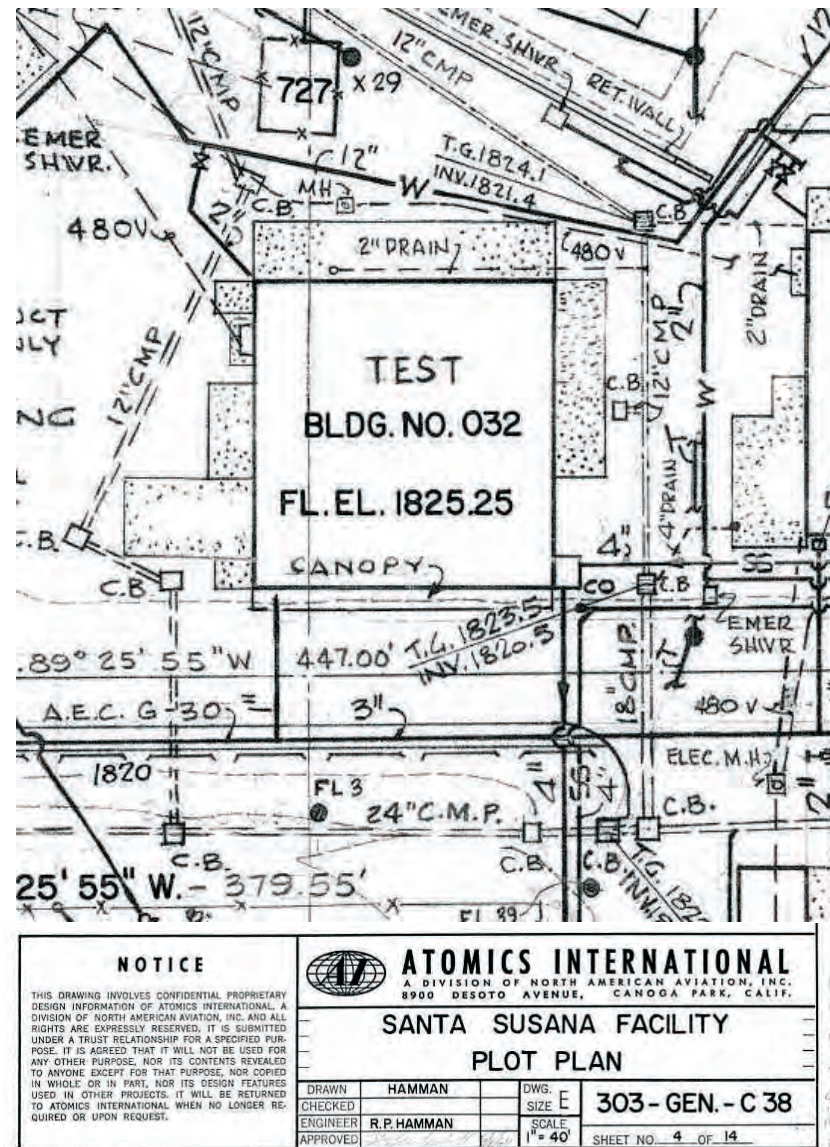 12"CMP
727
X 29
12"CMP
EMER. SHWR.
RET. WALL
EMER
SHWR.
12"
T.G.1824.1
INV.1821.4
MH
W
C.B.
C.B
2"
480V
2" DRAIN
480V
2" DRAIN
12"CMP
2"
12"CMP
TEST
BLDG. NO. 032
FL. EL. 1825.25
C.B.
W
4"DRAIN
4"
C.B.
CANOPY
C.B
CO
C.B
SS
T.G. 1823.5
INV. 1820.3
EMER
SHWR
89° 25' 55" W
447.00'
18" CMP
480 V
A.E.C. G-30
3"
ELEC. M.H.
1820
FL 3
24" C.M.P.
4"
SS
4"
C.B.
2"
C.B.
C.B.
C.B.
25' 55" W. - 379.55'
FL 39
NOTICE
THIS DRAWING INVOLVES CONFIDENTIAL PROPRIETARY
DESIGN INFORMATION OF ATOMICS INTERNATIONAL, A
DIVISION OF NORTH AMERICAN AVIATION, INC. AND ALL
RIGHTS ARE EXPRESSLY RESERVED. IT IS SUBMITTED
UNDER A TRUST RELATIONSHIP FOR A SPECIFIED PUR-
POSE. IT IS AGREED THAT IT WILL NOT BE USED FOR
ANY OTHER PURPOSE, NOR ITS CONTENTS REVEALED
TO ANYONE EXCEPT FOR THAT PURPOSE, NOR COPIED
IN WHOLE OR IN PART, NOR ITS DESIGN FEATURES
USED IN OTHER PROJECTS. IT WILL BE RETURNED
TO ATOMICS INTERNATIONAL WHEN NO LONGER RE-
QUIRED OR UPON REQUEST.
ATOMICS INTERNATIONAL
A DIVISION OF NORTH AMERICAN AVIATION, INC.
8900 DESOTO AVENUE, CANOGA PARK, CALIF.
SANTA SUSANA FACILITY
PLOT PLAN
DRAWN HAMMAN
CHECKED
ENGINEER R.P. HAMMAN
APPROVED
DWG. SIZE E
SCALE 1"= 40'
303-GEN.-C 38
SHEET NO. 4 OF 14